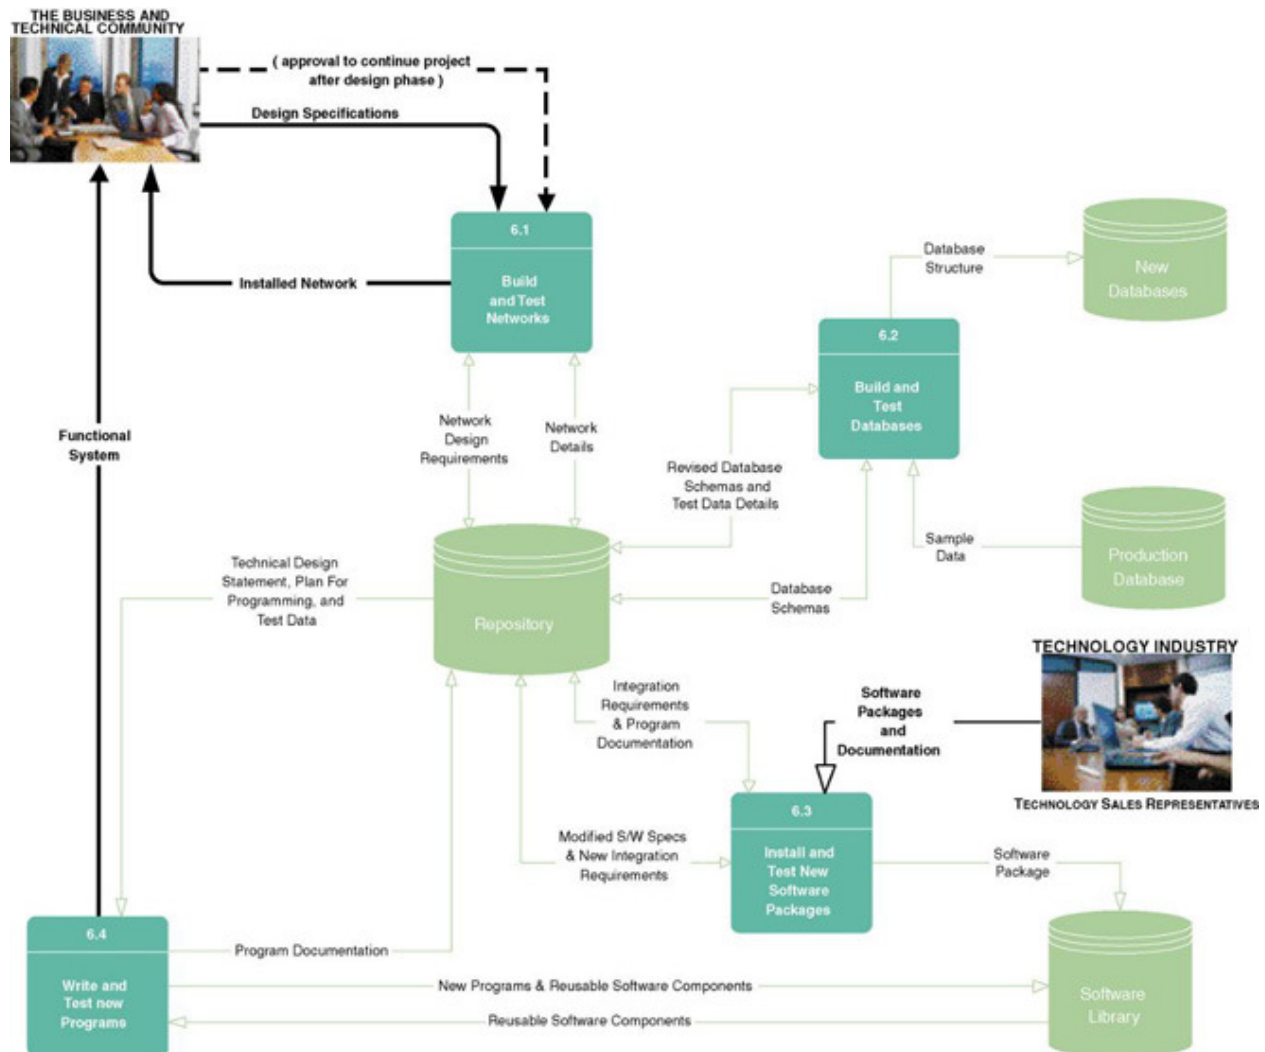 THE BUSINESS AND
TECHNICAL COMMUNITY
( approval to continue project
after design phase )
Design Specifications
6.1
Build
and Test
Networks
Installed Network
Database
Structure
New
Databases
6.2
Build and
Test
Databases
Functional
System
Network
Design
Requirements
Network
Details
Revised Database
Schemas and
Test Data Details
Sample
Data
Production
Database
Technical Design
Statement, Plan For
Programming, and
Test Data
Repository
Database
Schemas
TECHNOLOGY INDUSTRY
Integration
Requirements
& Program
Documentation
Software
Packages
and
Documentation
TECHNOLOGY SALES REPRESENTATIVES
6.3
Install and
Test New
Software
Packages
Modified S/W Specs
& New Integration
Requirements
Software
Package
6.4
Write and
Test new
Programs
Program Documentation
New Programs & Reusable Software Components
Reusable Software Components
Software
Library